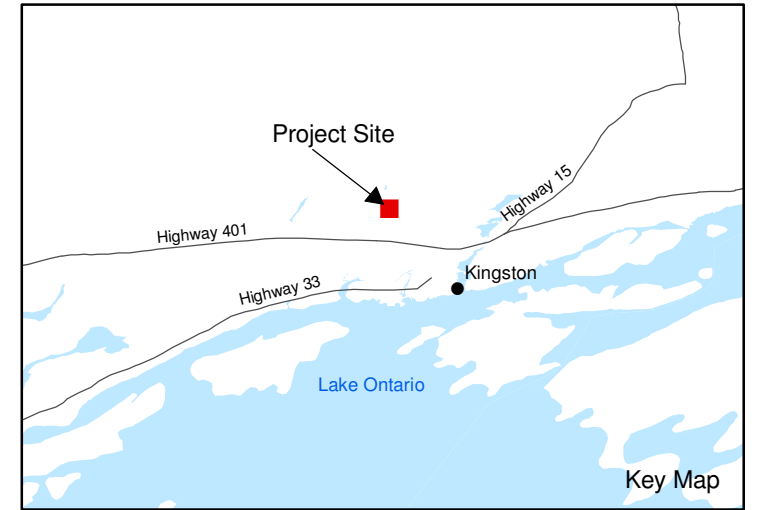 Project Site
Highway 15
Highway 401
Kingston
Highway 33
Lake Ontario
Key Map